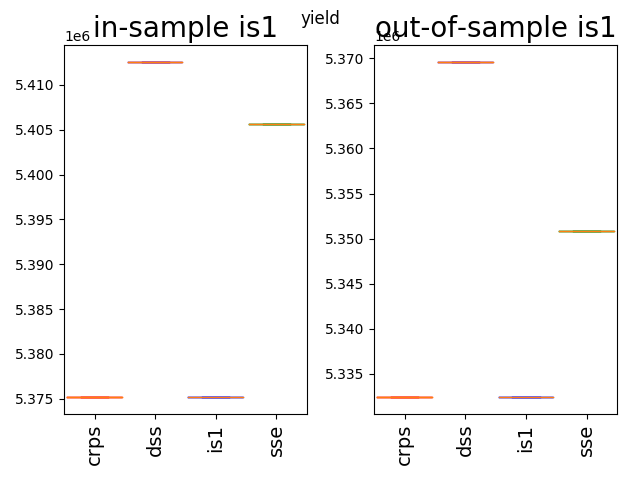 yield
in-sample is1
out-of-sample is1
1e6
5.410
5.405
5.400
5.395
5.390
5.385
5.380
5.375
crps
dss
is1
sse
1e6
5.370
5.365
5.360
5.355
5.350
5.345
5.340
5.335
crps
dss
is1
sse